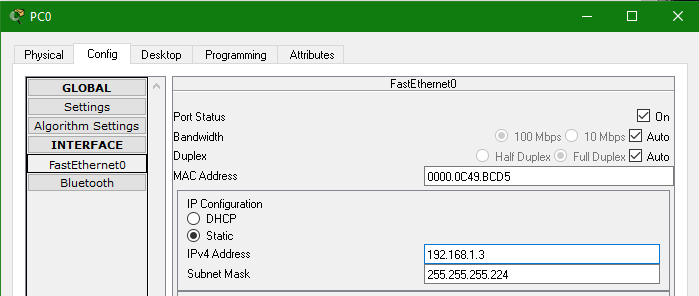 PC0
Physical Config Desktop Programming Attributes
GLOBAL
Settings
Algorithm Settings
INTERFACE
FastEthernet0
Bluetooth
FastEthernet0
Port Status On
Bandwidth 100 Mbps 10 Mbps Auto
Duplex Half Duplex Full Duplex Auto
MAC Address 0000.0C49.BCD5
IP Configuration
DHCP
Static
IPv4 Address 192.168.1.3
Subnet Mask 255.255.255.224